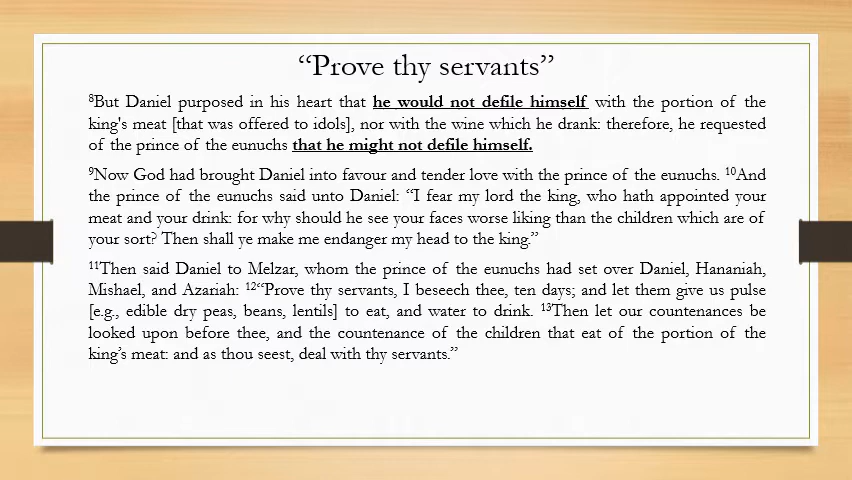 “Prove thy servants”
⁸But Daniel purposed in his heart that he would not defile himself with the portion of the
king's meat [that was offered to idols], nor with the wine which he drank: therefore, he requested
of the prince of the eunuchs that he might not defile himself.
⁹Now God had brought Daniel into favour and tender love with the prince of the eunuchs. ¹⁰And
the prince of the eunuchs said unto Daniel: “I fear my lord the king, who hath appointed your
meat and your drink: for why should he see your faces worse liking than the children which are of
your sort? Then shall ye make me endanger my head to the king.”
¹¹Then said Daniel to Melzar, whom the prince of the eunuchs had set over Daniel, Hananiah,
Mishael, and Azariah: ¹²“Prove thy servants, I beseech thee, ten days; and let them give us pulse
[e.g., edible dry peas, beans, lentils] to eat, and water to drink. ¹³Then let our countenances be
looked upon before thee, and the countenance of the children that eat of the portion of the
king’s meat: and as thou seest, deal with thy servants.”